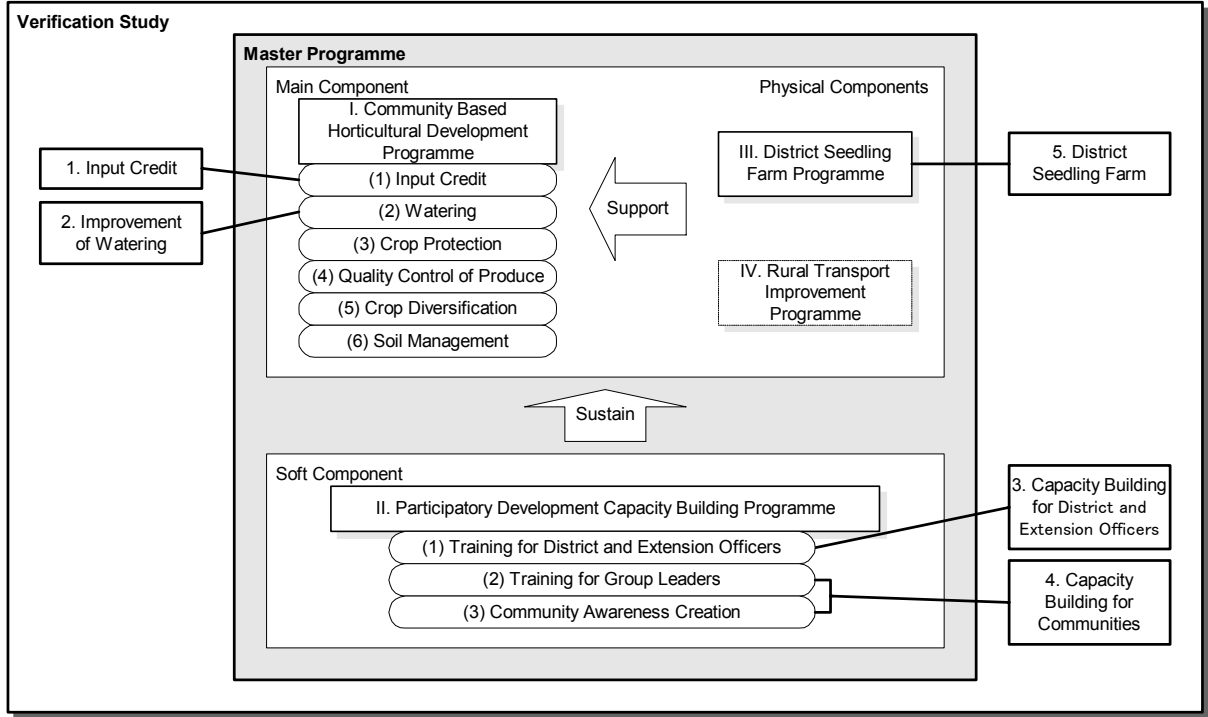 Verification Study
Master Programme
Main Component
Physical Components
I. Community Based
Horticultural Development
Programme
(1) Input Credit
(2) Watering
(3) Crop Protection
(4) Quality Control of Produce
(5) Crop Diversification
(6) Soil Management
1. Input Credit
2. Improvement
of Watering
Support
III. District Seedling
Farm Programme
IV. Rural Transport
Improvement
Programme
5. District
Seedling Farm
Sustain
Soft Component
II. Participatory Development Capacity Building Programme
(1) Training for District and Extension Officers
(2) Training for Group Leaders
(3) Community Awareness Creation
3. Capacity Building
for District and
Extension Officers
4. Capacity
Building for
Communities